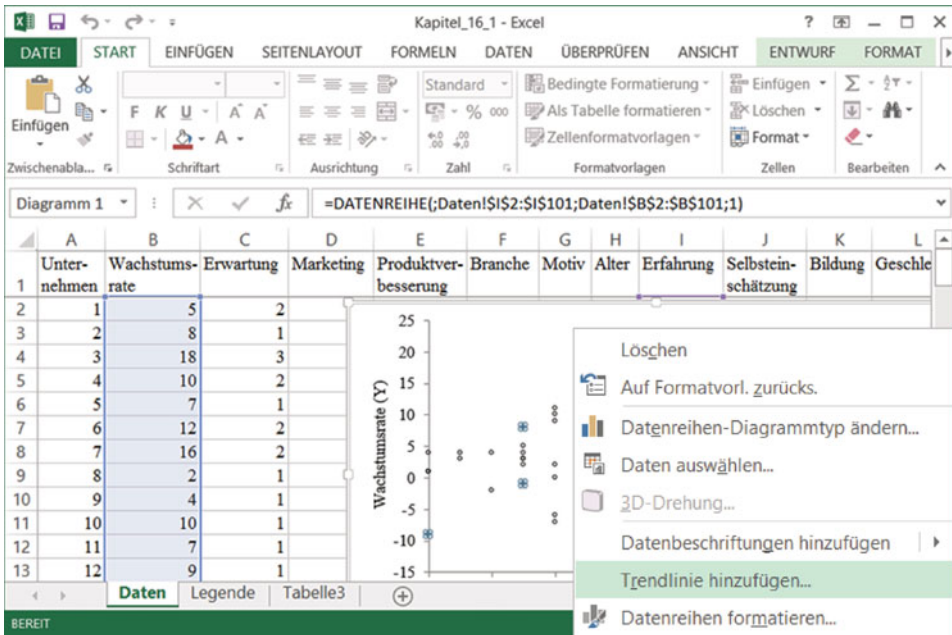 Kapitel_16_1 - Excel
?
DATEI START EINFÜGEN SEITENLAYOUT FORMELN DATEN ÜBERPRÜFEN ANSICHT ENTWURF FORMAT
Einfügen
F K U A A
A
Standard
% 000
Bedingte Formatierung
Als Tabelle formatieren
Zellenformatvorlagen
Einfügen
Löschen
Format
Zwischenabla... Schriftart Ausrichtung Zahl Formatvorlagen Zellen Bearbeiten
Diagramm 1 fx =DATENREIHE(;Daten!$I$2:$I$101;Daten!$B$2:$B$101;1)
A B C D E F G H I J K L
1 Unter-nehmen Wachstums-rate Erwartung Marketing Produktver-besserung Branche Motiv Alter Erfahrung Selbstein-schätzung Bildung Geschle
2 1 5 2
3 2 8 1
4 3 18 3
5 4 10 2
6 5 7 1
7 6 12 2
8 7 16 2
9 8 2 1
10 9 4 1
11 10 10 1
12 11 7 1
13 12 9 1
Wachstumsrate (Y)
25
20
15
10
5
0
-5
-10
-15
Löschen
Auf Formatvorl. zurücks.
Datenreihen-Diagrammtyp ändern...
Daten auswählen...
3D-Drehung...
Datenbeschriftungen hinzufügen
Trendlinie hinzufügen...
Datenreihen formatieren...
Daten Legende Tabelle3
BEREIT